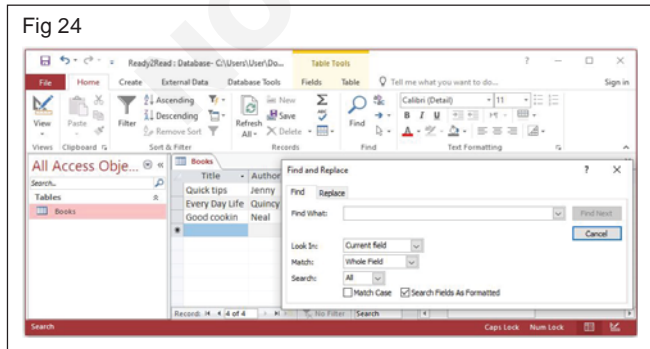 Fig 24
Ready2Read : Database- C:\Users\User\Do...
Table Tools
?
File Home Create External Data Database Tools Fields Table Tell me what you want to do... Sign in
View Paste Filter Ascending Descending Remove Sort Refresh All New Save Delete Find Calibri (Detail) 11
B I U
Views Clipboard Sort & Filter Records Find Text Formatting
All Access Obje...
Search...
Tables
Books
Books
Title Author
Quick tips Jenny
Every Day Life Quincy
Good cookin Neal
Find and Replace ?
Find Replace
Find What: Find Next
Cancel
Look In: Current field
Match: Whole Field
Search: All
Match Case Search Fields As Formatted
Record: 4 of 4 No Filter Search
Search Caps Lock Num Lock